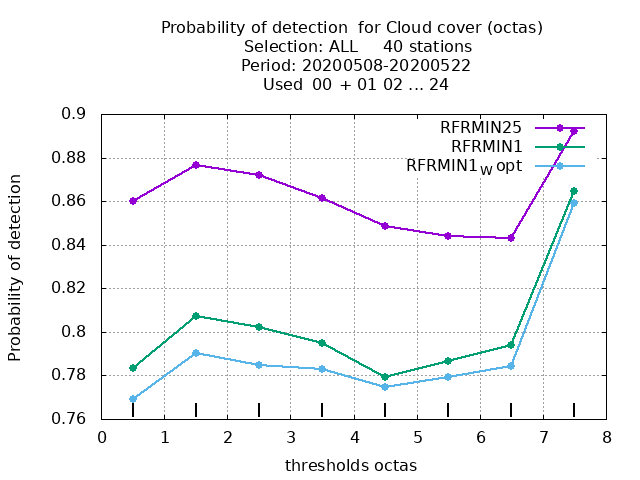 Probability of detection for Cloud cover (octas)
Selection: ALL 40 stations
Period: 20200508-20200522
Used 00 + 01 02 ... 24
0.9
0.88
0.86
0.84
0.82
0.8
0.78
0.76
Probability of detection
RFRMIN25
RFRMIN1
RFRMIN1W opt
0 1 2 3 4 5 6 7 8
thresholds octas